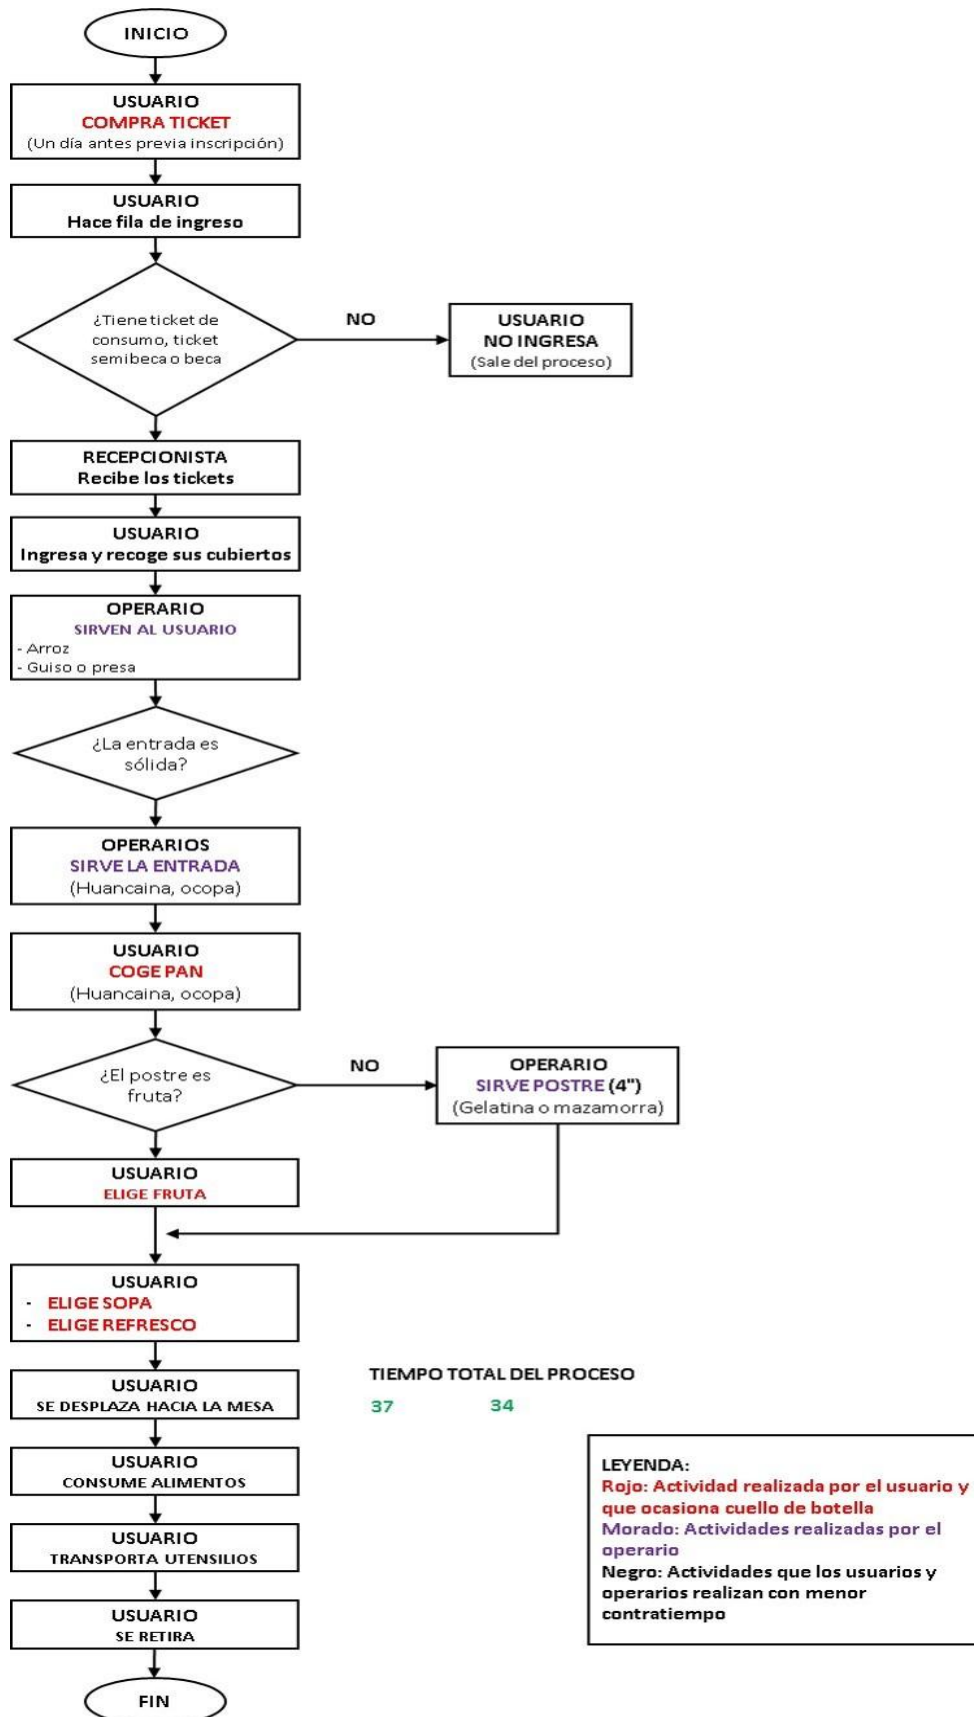 INICIO
USUARIO
COMPRA TICKET
(Un día antes previa inscripción)
USUARIO
Hace fila de ingreso
¿Tiene ticket de
consumo, ticket
semibeca o beca
NO
USUARIO
NO INGRESA
(Sale del proceso)
RECEPCIONISTA
Recibe los tickets
USUARIO
Ingresa y recoge sus cubiertos
OPERARIO
SIRVEN AL USUARIO
- Arroz
- Guiso o presa
¿La entrada es
sólida?
OPERARIOS
SIRVE LA ENTRADA
(Huancaina, ocopa)
USUARIO
COGE PAN
(Huancaina, ocopa)
¿El postre es
fruta?
NO
OPERARIO
SIRVE POSTRE (4")
(Gelatina o mazamorra)
USUARIO
ELIGE FRUTA
USUARIO
- ELIGE SOPA
- ELIGE REFRESCO
USUARIO
SE DESPLAZA HACIA LA MESA
TIEMPO TOTAL DEL PROCESO
37 34
USUARIO
CONSUME ALIMENTOS
USUARIO
TRANSPORTA UTENSILIOS
USUARIO
SE RETIRA
FIN
LEYENDA:
Rojo: Actividad realizada por el usuario y
que ocasiona cuello de botella
Morado: Actividades realizadas por el
operario
Negro: Actividades que los usuarios y
operarios realizan con menor
contratiempo